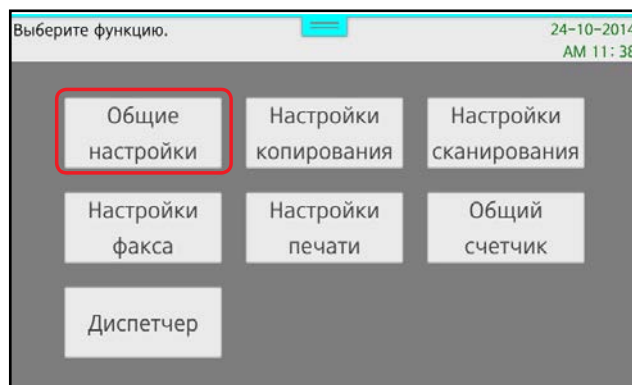 Выберите функцию.
24-10-2014
AM 11:38
Общие
настройки
Настройки
копирования
Настройки
сканирования
Настройки
факса
Настройки
печати
Общий
счетчик
Диспетчер